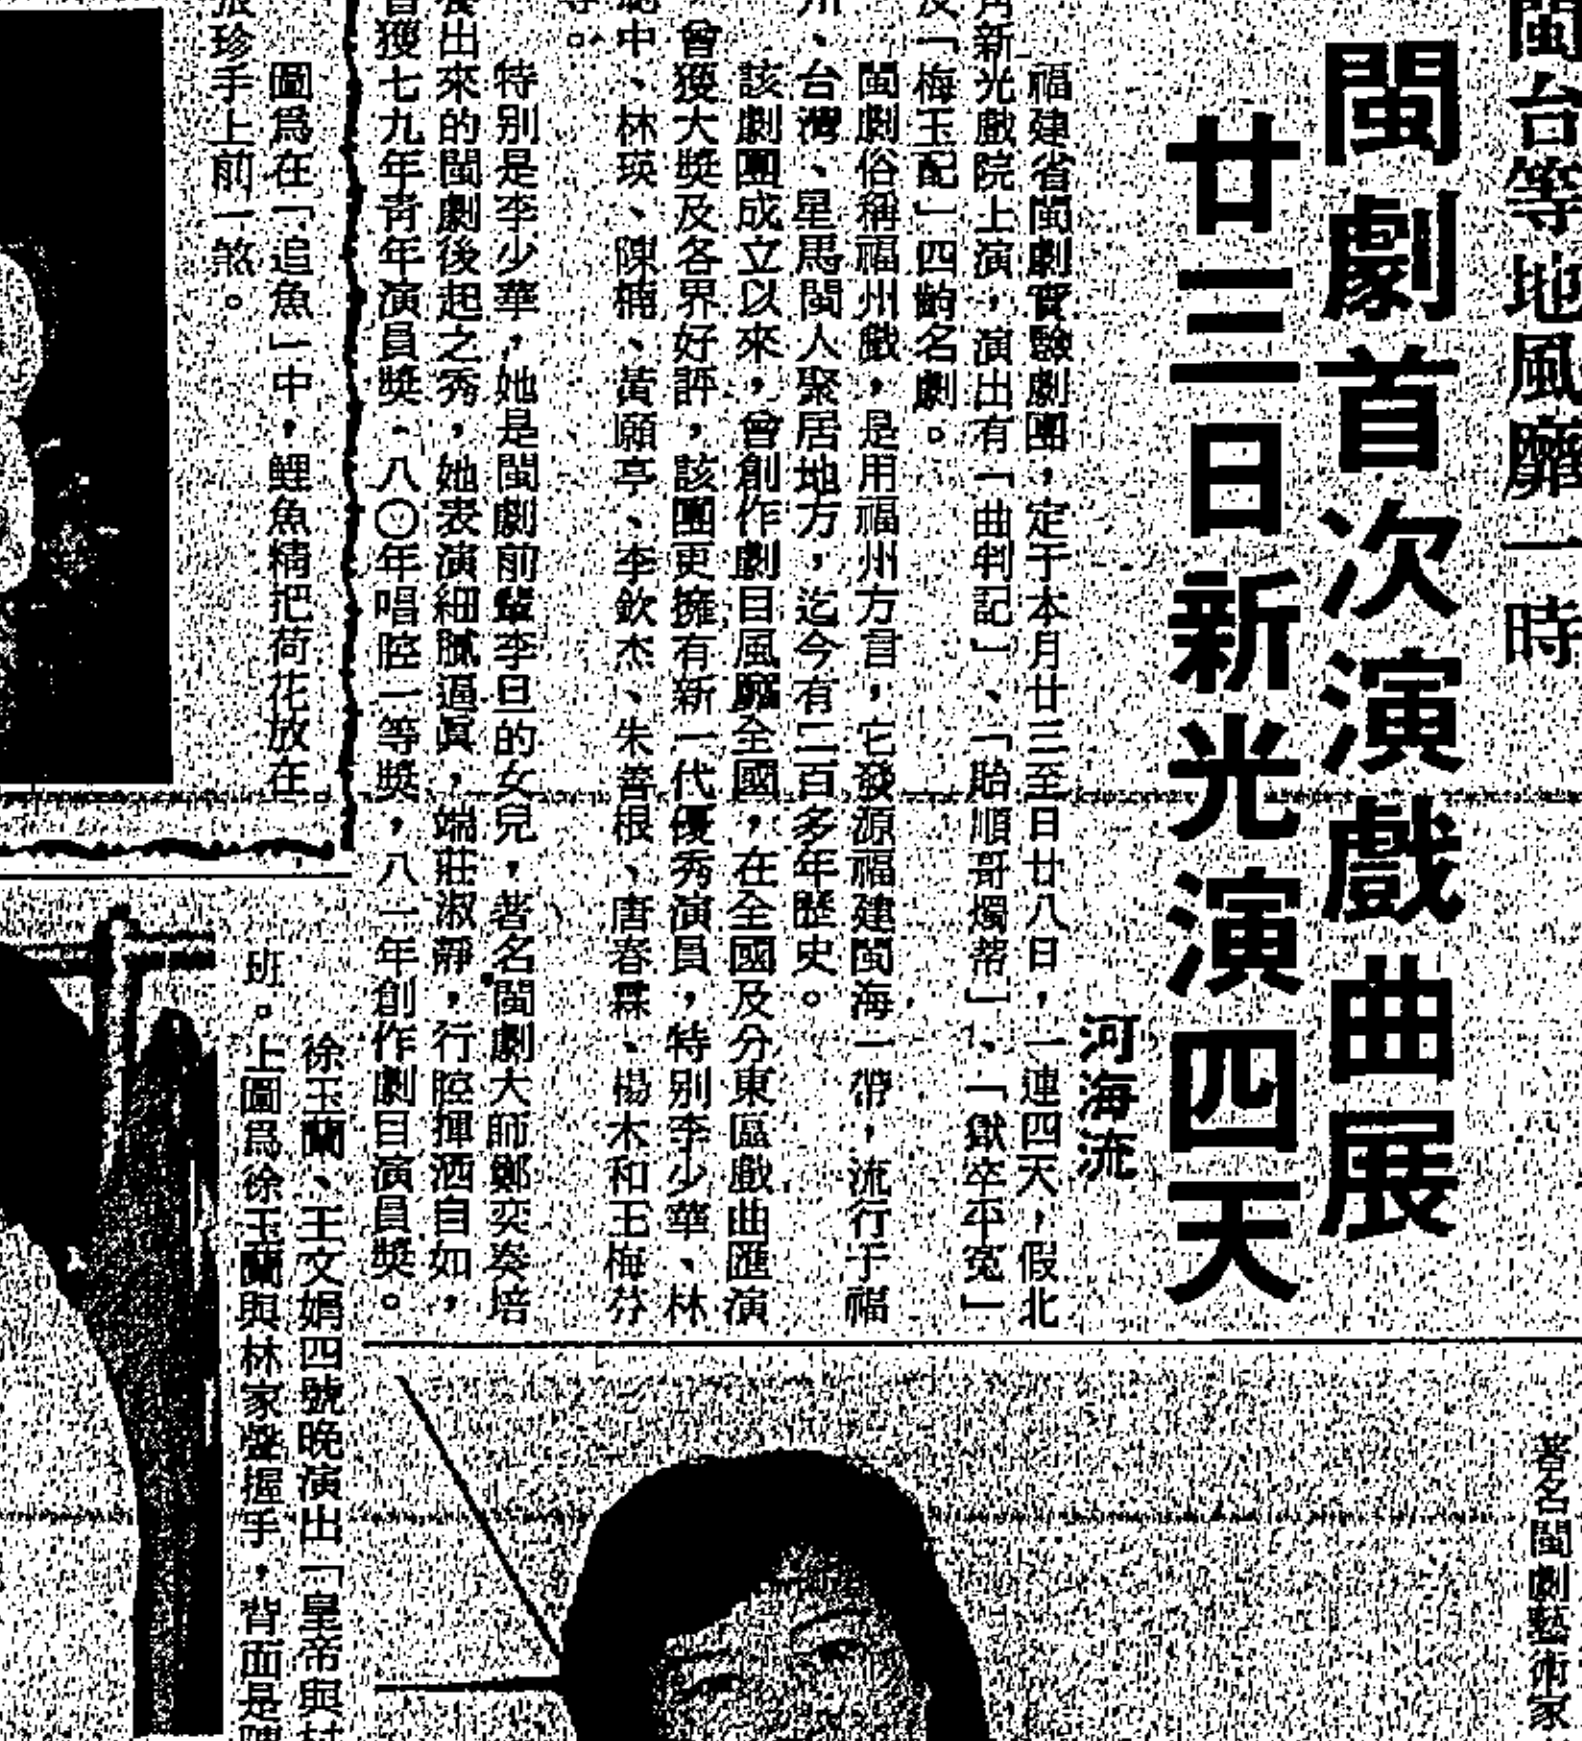 閩台等地風靡一時
閩劇首次演戲曲展
廿三日新光演四天
河海流
福建省閩劇實驗劇團，定于本月廿三至日廿八日，一連四天，假北
角新光戲院上演，演出有「曲判記」、「貽順哥燭蒂」、「獄卒平冤」
及「梅玉配」四齣名劇。
閩劇俗稱福州戲，是用福州方言，它發源福建閩海一帶，流行于福
州、台灣、星馬閩人聚居地方，迄今有二百多年歷史。
該劇團成立以來，曾創作劇目風靡全國，在全國及分東區戲曲匯演
，曾獲大獎及各界好評，該團更擁有新一代優秀演員，特別李少華、林
聰中、林瑛、陳楠、黃願亭、李欽杰、朱善根、唐春霖、楊木和王梅芬
等。
特別是李少華，她是閩劇前輩李旦的女兒，著名閩劇大師鄭奕奏培
養出來的閩劇後起之秀，她表演細膩逼眞，端莊淑靜，行腔揮洒自如，
曾獲七九年青年演員獎，八〇年唱腔一等獎，八一年創作劇目演員獎。
圖爲在「追魚」中，鯉魚精把荷花放在
張珍手上前一煞。
徐玉蘭、王文娟四號晚演出「皇帝與村
班。上圖爲徐玉蘭與林家聲握手，背面是陳
著名閩劇藝術家